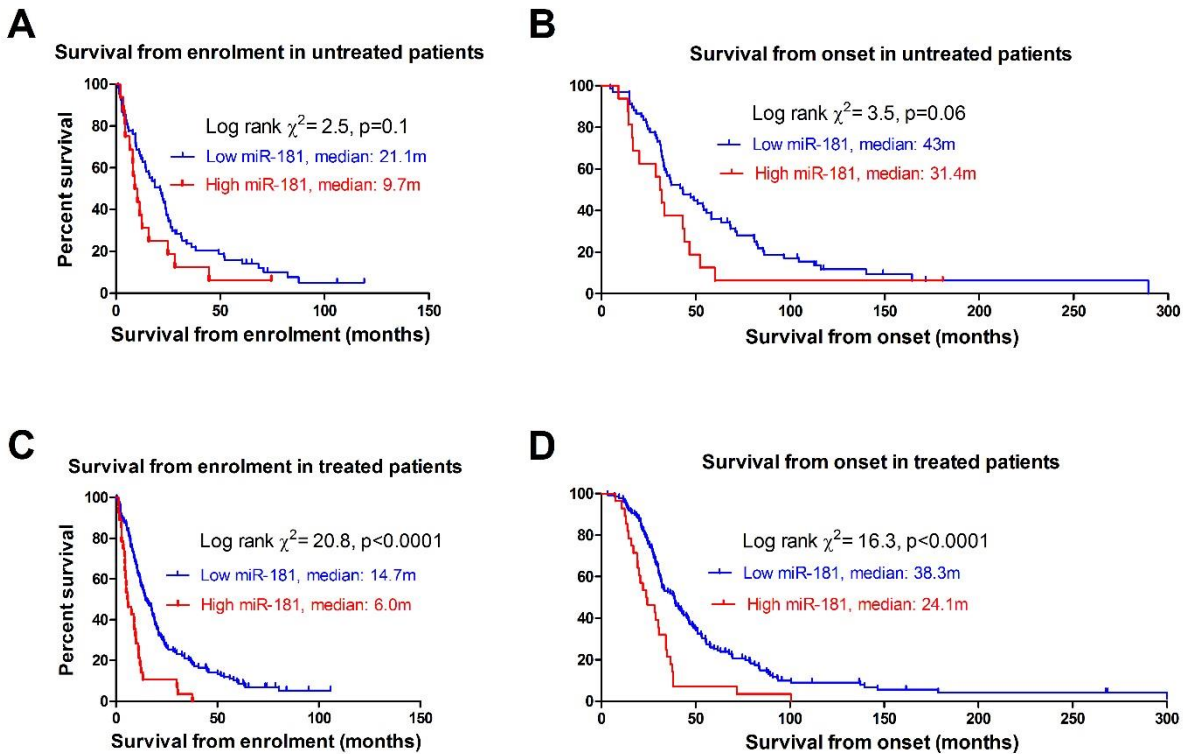 A
Survival from enrolment in untreated patients
Percent survival
100
80
60
40
20
0
Log rank χ²= 2.5, p=0.1
Low miR-181, median: 21.1m
High miR-181, median: 9.7m
0 50 100 150
Survival from enrolment (months)
B
Survival from onset in untreated patients
100
80
60
40
20
0
Log rank χ²= 3.5, p=0.06
Low miR-181, median: 43m
High miR-181, median: 31.4m
0 50 100 150 200 250 300
Survival from onset (months)
C
Survival from enrolment in treated patients
Percent survival
100
80
60
40
20
0
Log rank χ²= 20.8, p<0.0001
Low miR-181, median: 14.7m
High miR-181, median: 6.0m
0 50 100 150
Survival from enrolment (months)
D
Survival from onset in treated patients
100
80
60
40
20
0
Log rank χ²= 16.3, p<0.0001
Low miR-181, median: 38.3m
High miR-181, median: 24.1m
0 50 100 150 200 250 300
Survival from onset (months)